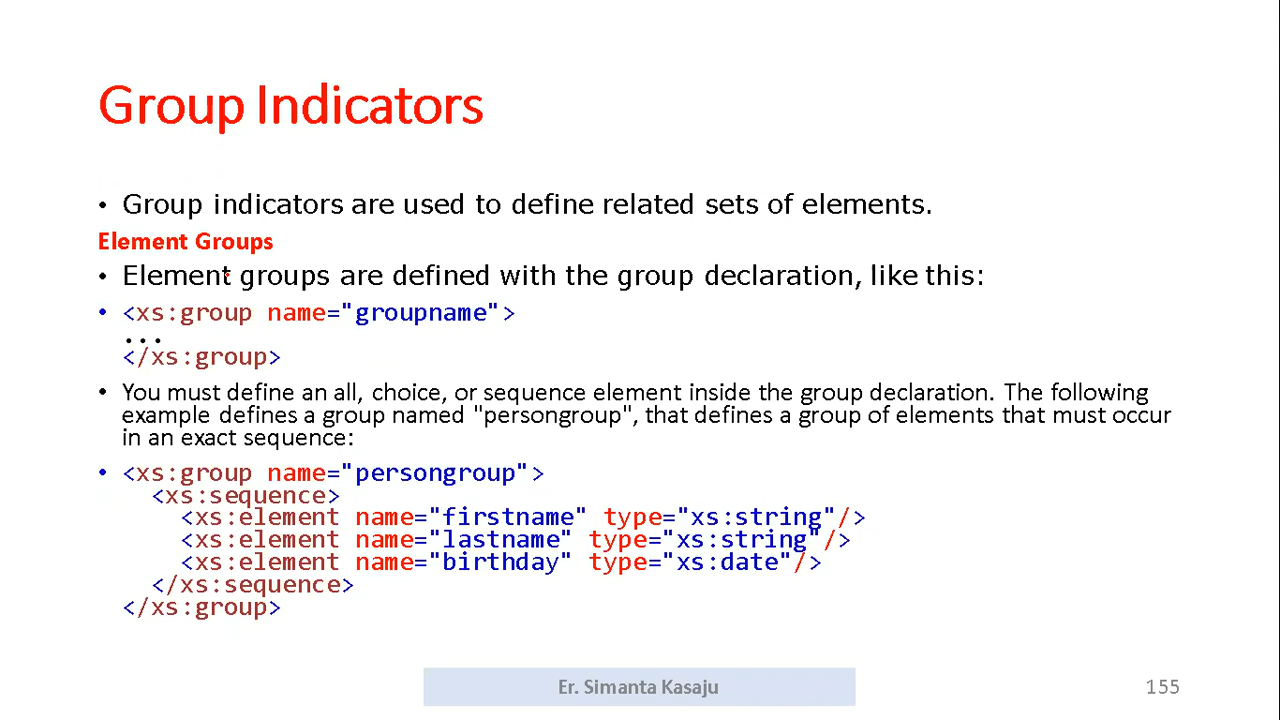 Group Indicators
• Group indicators are used to define related sets of elements.
Element Groups
• Element groups are defined with the group declaration, like this:
• <xs:group name="groupname">
...
</xs:group>
• You must define an all, choice, or sequence element inside the group declaration. The following
example defines a group named "persongroup", that defines a group of elements that must occur
in an exact sequence:
• <xs:group name="persongroup">
<xs:sequence>
<xs:element name="firstname" type="xs:string"/>
<xs:element name="lastname" type="xs:string"/>
<xs:element name="birthday" type="xs:date"/>
</xs:sequence>
</xs:group>
Er. Simanta Kasaju
155